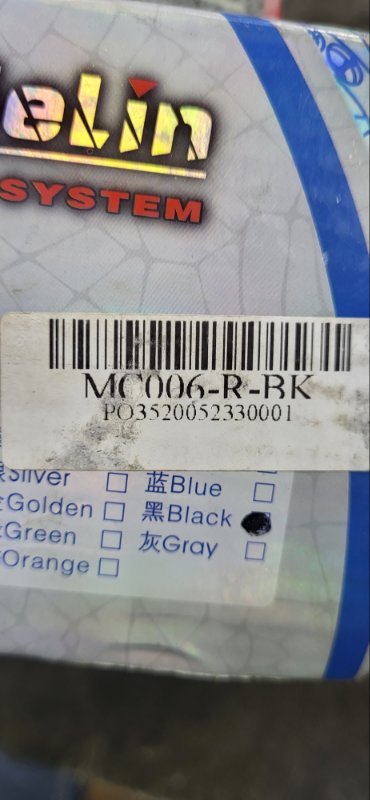 eLin
SYSTEM
MC006-R-BK
PO3520052330001
Silver
蓝Blue
Golden
黑Black
Green
灰Gray
Orange